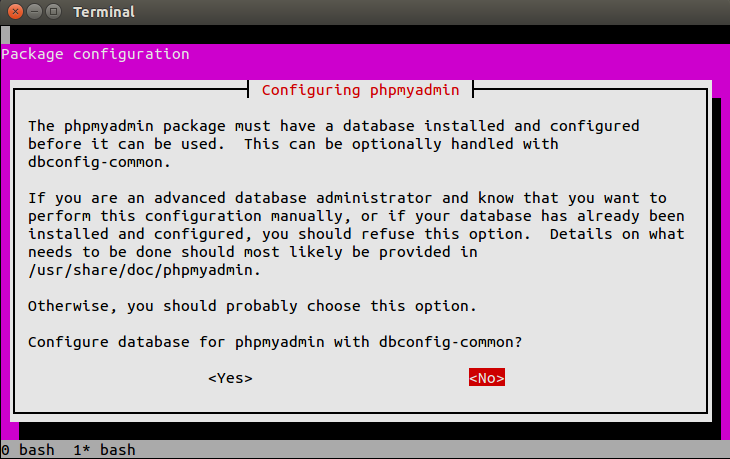 Terminal
Package configuration
Configuring phpmyadmin
The phpmyadmin package must have a database installed and configured
before it can be used.  This can be optionally handled with
dbconfig-common.
If you are an advanced database administrator and know that you want to
perform this configuration manually, or if your database has already been
installed and configured, you should refuse this option.  Details on what
needs to be done should most likely be provided in
/usr/share/doc/phpmyadmin.
Otherwise, you should probably choose this option.
Configure database for phpmyadmin with dbconfig-common?
<Yes> <No>
0 bash  1* bash